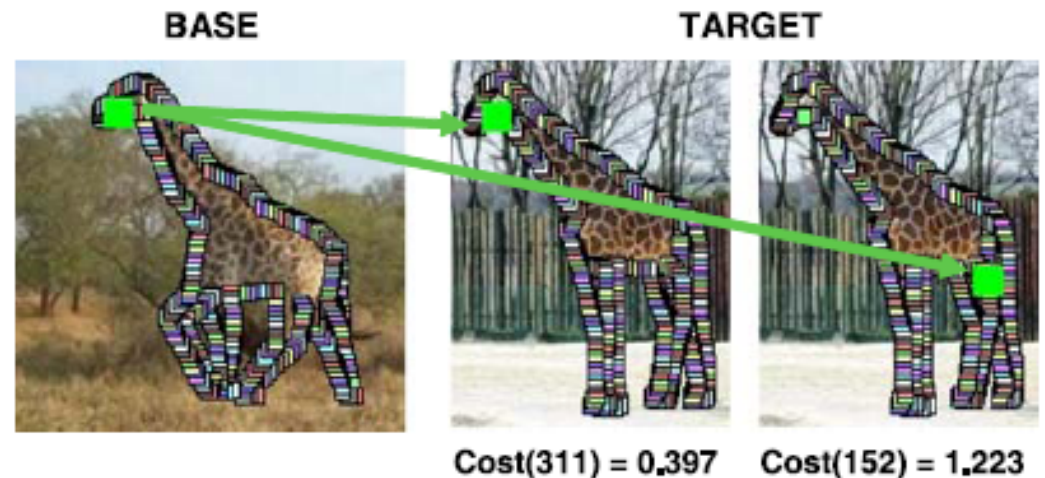 BASE
TARGET
Cost(311) = 0.397
Cost(152) = 1.223